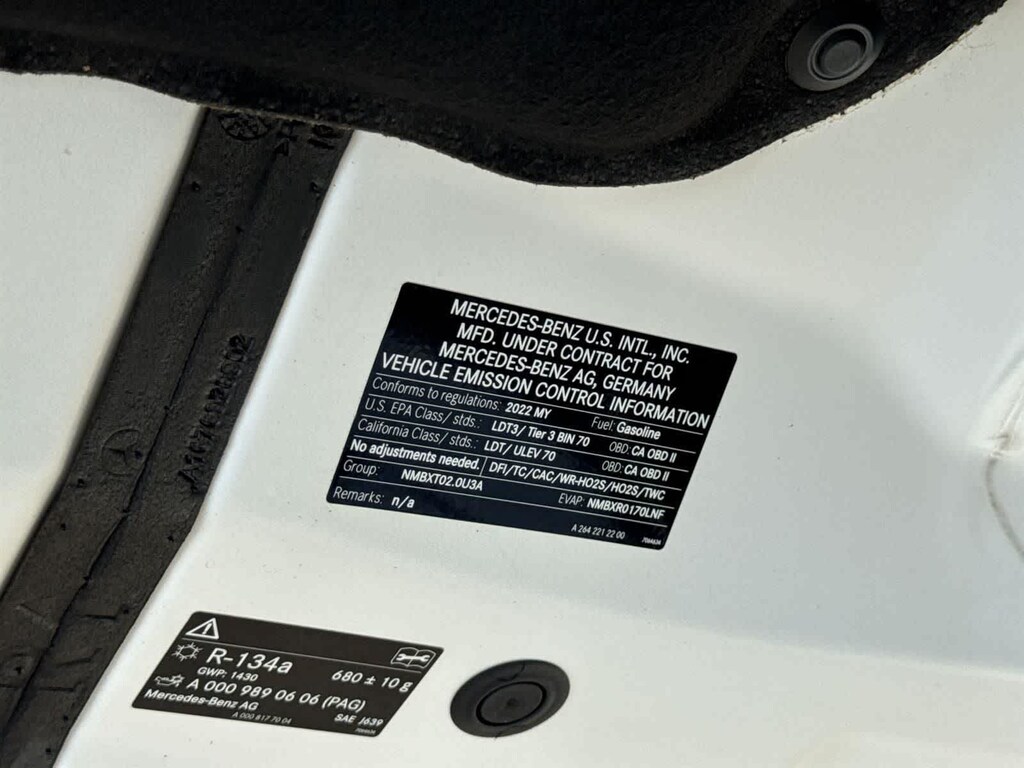 MERCEDES-BENZ U.S. INTL., INC.
MFD. UNDER CONTRACT FOR
MERCEDES-BENZ AG, GERMANY
VEHICLE EMISSION CONTROL INFORMATION
Conforms to regulations: 2022 MY Fuel: Gasoline
U.S. EPA Class/ stds.: LDT3/ Tier 3 BIN 70 OBD: CA OBD II
California Class/ stds.: LDT/ ULEV 70 OBD: CA OBD II
No adjustments needed. DFI/TC/CAC/WR-HO2S/HO2S/TWC
Group: NMBXT02.0U3A EVAP: NMBXR0170LNF
Remarks: n/a
A 264 221 22 00
R-134a 680 ± 10 g
GWP: 1430
A 000 989 06 06 (PAG)
Mercedes-Benz AG SAE J639
A 000 817 70 04